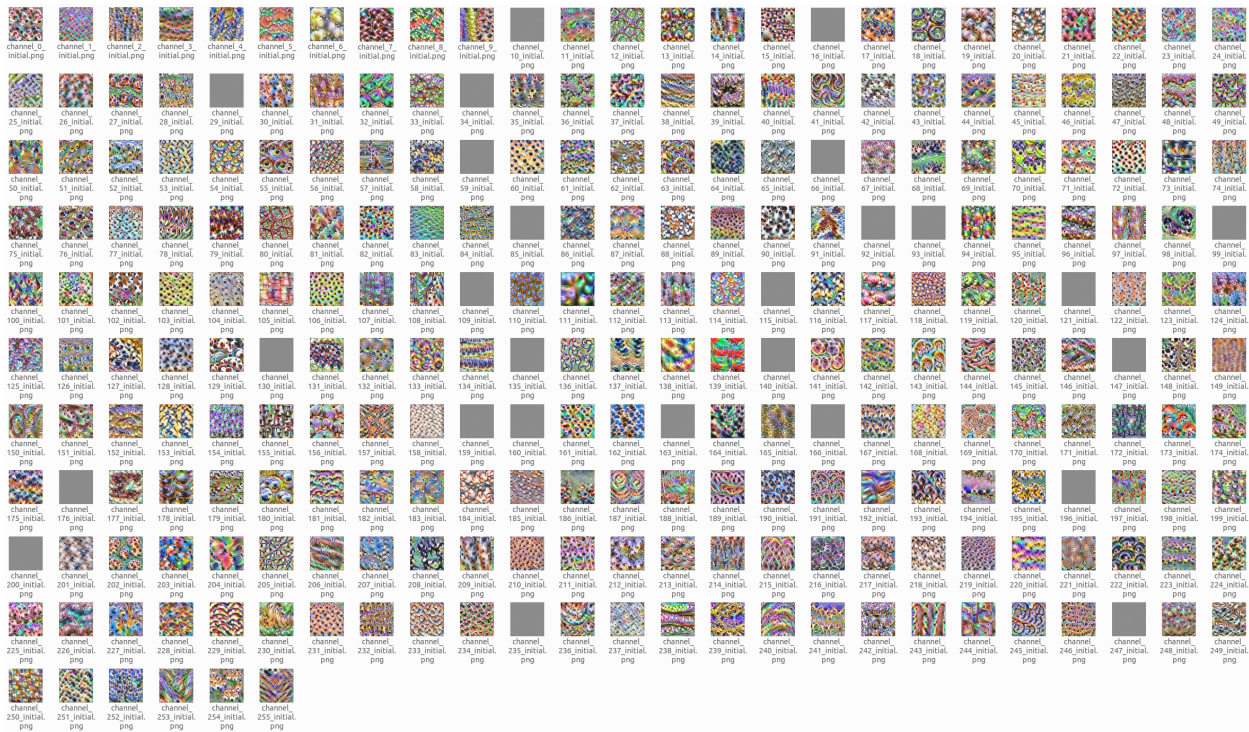 channel_0_initial.png
channel_1_initial.png
channel_2_initial.png
channel_3_initial.png
channel_4_initial.png
channel_5_initial.png
channel_6_initial.png
channel_7_initial.png
channel_8_initial.png
channel_9_initial.png
channel_10_initial.png
channel_11_initial.png
channel_12_initial.png
channel_13_initial.png
channel_14_initial.png
channel_15_initial.png
channel_16_initial.png
channel_17_initial.png
channel_18_initial.png
channel_19_initial.png
channel_20_initial.png
channel_21_initial.png
channel_22_initial.png
channel_23_initial.png
channel_24_initial.png
channel_25_initial.png
channel_26_initial.png
channel_27_initial.png
channel_28_initial.png
channel_29_initial.png
channel_30_initial.png
channel_31_initial.png
channel_32_initial.png
channel_33_initial.png
channel_34_initial.png
channel_35_initial.png
channel_36_initial.png
channel_37_initial.png
channel_38_initial.png
channel_39_initial.png
channel_40_initial.png
channel_41_initial.png
channel_42_initial.png
channel_43_initial.png
channel_44_initial.png
channel_45_initial.png
channel_46_initial.png
channel_47_initial.png
channel_48_initial.png
channel_49_initial.png
channel_50_initial.png
channel_51_initial.png
channel_52_initial.png
channel_53_initial.png
channel_54_initial.png
channel_55_initial.png
channel_56_initial.png
channel_57_initial.png
channel_58_initial.png
channel_59_initial.png
channel_60_initial.png
channel_61_initial.png
channel_62_initial.png
channel_63_initial.png
channel_64_initial.png
channel_65_initial.png
channel_66_initial.png
channel_67_initial.png
channel_68_initial.png
channel_69_initial.png
channel_70_initial.png
channel_71_initial.png
channel_72_initial.png
channel_73_initial.png
channel_74_initial.png
channel_75_initial.png
channel_76_initial.png
channel_77_initial.png
channel_78_initial.png
channel_79_initial.png
channel_80_initial.png
channel_81_initial.png
channel_82_initial.png
channel_83_initial.png
channel_84_initial.png
channel_85_initial.png
channel_86_initial.png
channel_87_initial.png
channel_88_initial.png
channel_89_initial.png
channel_90_initial.png
channel_91_initial.png
channel_92_initial.png
channel_93_initial.png
channel_94_initial.png
channel_95_initial.png
channel_96_initial.png
channel_97_initial.png
channel_98_initial.png
channel_99_initial.png
channel_100_initial.png
channel_101_initial.png
channel_102_initial.png
channel_103_initial.png
channel_104_initial.png
channel_105_initial.png
channel_106_initial.png
channel_107_initial.png
channel_108_initial.png
channel_109_initial.png
channel_110_initial.png
channel_111_initial.png
channel_112_initial.png
channel_113_initial.png
channel_114_initial.png
channel_115_initial.png
channel_116_initial.png
channel_117_initial.png
channel_118_initial.png
channel_119_initial.png
channel_120_initial.png
channel_121_initial.png
channel_122_initial.png
channel_123_initial.png
channel_124_initial.png
channel_125_initial.png
channel_126_initial.png
channel_127_initial.png
channel_128_initial.png
channel_129_initial.png
channel_130_initial.png
channel_131_initial.png
channel_132_initial.png
channel_133_initial.png
channel_134_initial.png
channel_135_initial.png
channel_136_initial.png
channel_137_initial.png
channel_138_initial.png
channel_139_initial.png
channel_140_initial.png
channel_141_initial.png
channel_142_initial.png
channel_143_initial.png
channel_144_initial.png
channel_145_initial.png
channel_146_initial.png
channel_147_initial.png
channel_148_initial.png
channel_149_initial.png
channel_150_initial.png
channel_151_initial.png
channel_152_initial.png
channel_153_initial.png
channel_154_initial.png
channel_155_initial.png
channel_156_initial.png
channel_157_initial.png
channel_158_initial.png
channel_159_initial.png
channel_160_initial.png
channel_161_initial.png
channel_162_initial.png
channel_163_initial.png
channel_164_initial.png
channel_165_initial.png
channel_166_initial.png
channel_167_initial.png
channel_168_initial.png
channel_169_initial.png
channel_170_initial.png
channel_171_initial.png
channel_172_initial.png
channel_173_initial.png
channel_174_initial.png
channel_175_initial.png
channel_176_initial.png
channel_177_initial.png
channel_178_initial.png
channel_179_initial.png
channel_180_initial.png
channel_181_initial.png
channel_182_initial.png
channel_183_initial.png
channel_184_initial.png
channel_185_initial.png
channel_186_initial.png
channel_187_initial.png
channel_188_initial.png
channel_189_initial.png
channel_190_initial.png
channel_191_initial.png
channel_192_initial.png
channel_193_initial.png
channel_194_initial.png
channel_195_initial.png
channel_196_initial.png
channel_197_initial.png
channel_198_initial.png
channel_199_initial.png
channel_200_initial.png
channel_201_initial.png
channel_202_initial.png
channel_203_initial.png
channel_204_initial.png
channel_205_initial.png
channel_206_initial.png
channel_207_initial.png
channel_208_initial.png
channel_209_initial.png
channel_210_initial.png
channel_211_initial.png
channel_212_initial.png
channel_213_initial.png
channel_214_initial.png
channel_215_initial.png
channel_216_initial.png
channel_217_initial.png
channel_218_initial.png
channel_219_initial.png
channel_220_initial.png
channel_221_initial.png
channel_222_initial.png
channel_223_initial.png
channel_224_initial.png
channel_225_initial.png
channel_226_initial.png
channel_227_initial.png
channel_228_initial.png
channel_229_initial.png
channel_230_initial.png
channel_231_initial.png
channel_232_initial.png
channel_233_initial.png
channel_234_initial.png
channel_235_initial.png
channel_236_initial.png
channel_237_initial.png
channel_238_initial.png
channel_239_initial.png
channel_240_initial.png
channel_241_initial.png
channel_242_initial.png
channel_243_initial.png
channel_244_initial.png
channel_245_initial.png
channel_246_initial.png
channel_247_initial.png
channel_248_initial.png
channel_249_initial.png
channel_250_initial.png
channel_251_initial.png
channel_252_initial.png
channel_253_initial.png
channel_254_initial.png
channel_255_initial.png